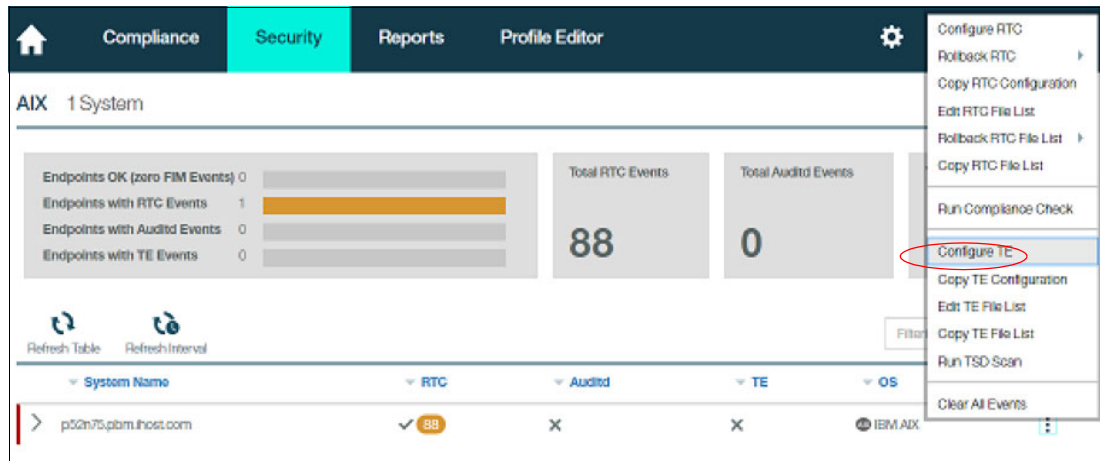 Compliance Security Reports Profile Editor
AIX 1 System
Endpoints OK (zero FIM Events) 0
Endpoints with RTC Events 1
Endpoints with Auditd Events 0
Endpoints with TE Events 0
Total RTC Events
88
Total Auditd Events
0
Refresh Table Refresh Interval
Filter
System Name RTC Auditd TE OS
p52n75.pbm.ihost.com 88 IBM AIX
Configure RTC
Rollback RTC
Copy RTC Configuration
Edit RTC File List
Rollback RTC File List
Copy RTC File List
Run Compliance Check
Configure TE
Copy TE Configuration
Edit TE File List
Copy TE File List
Run TSD Scan
Clear All Events